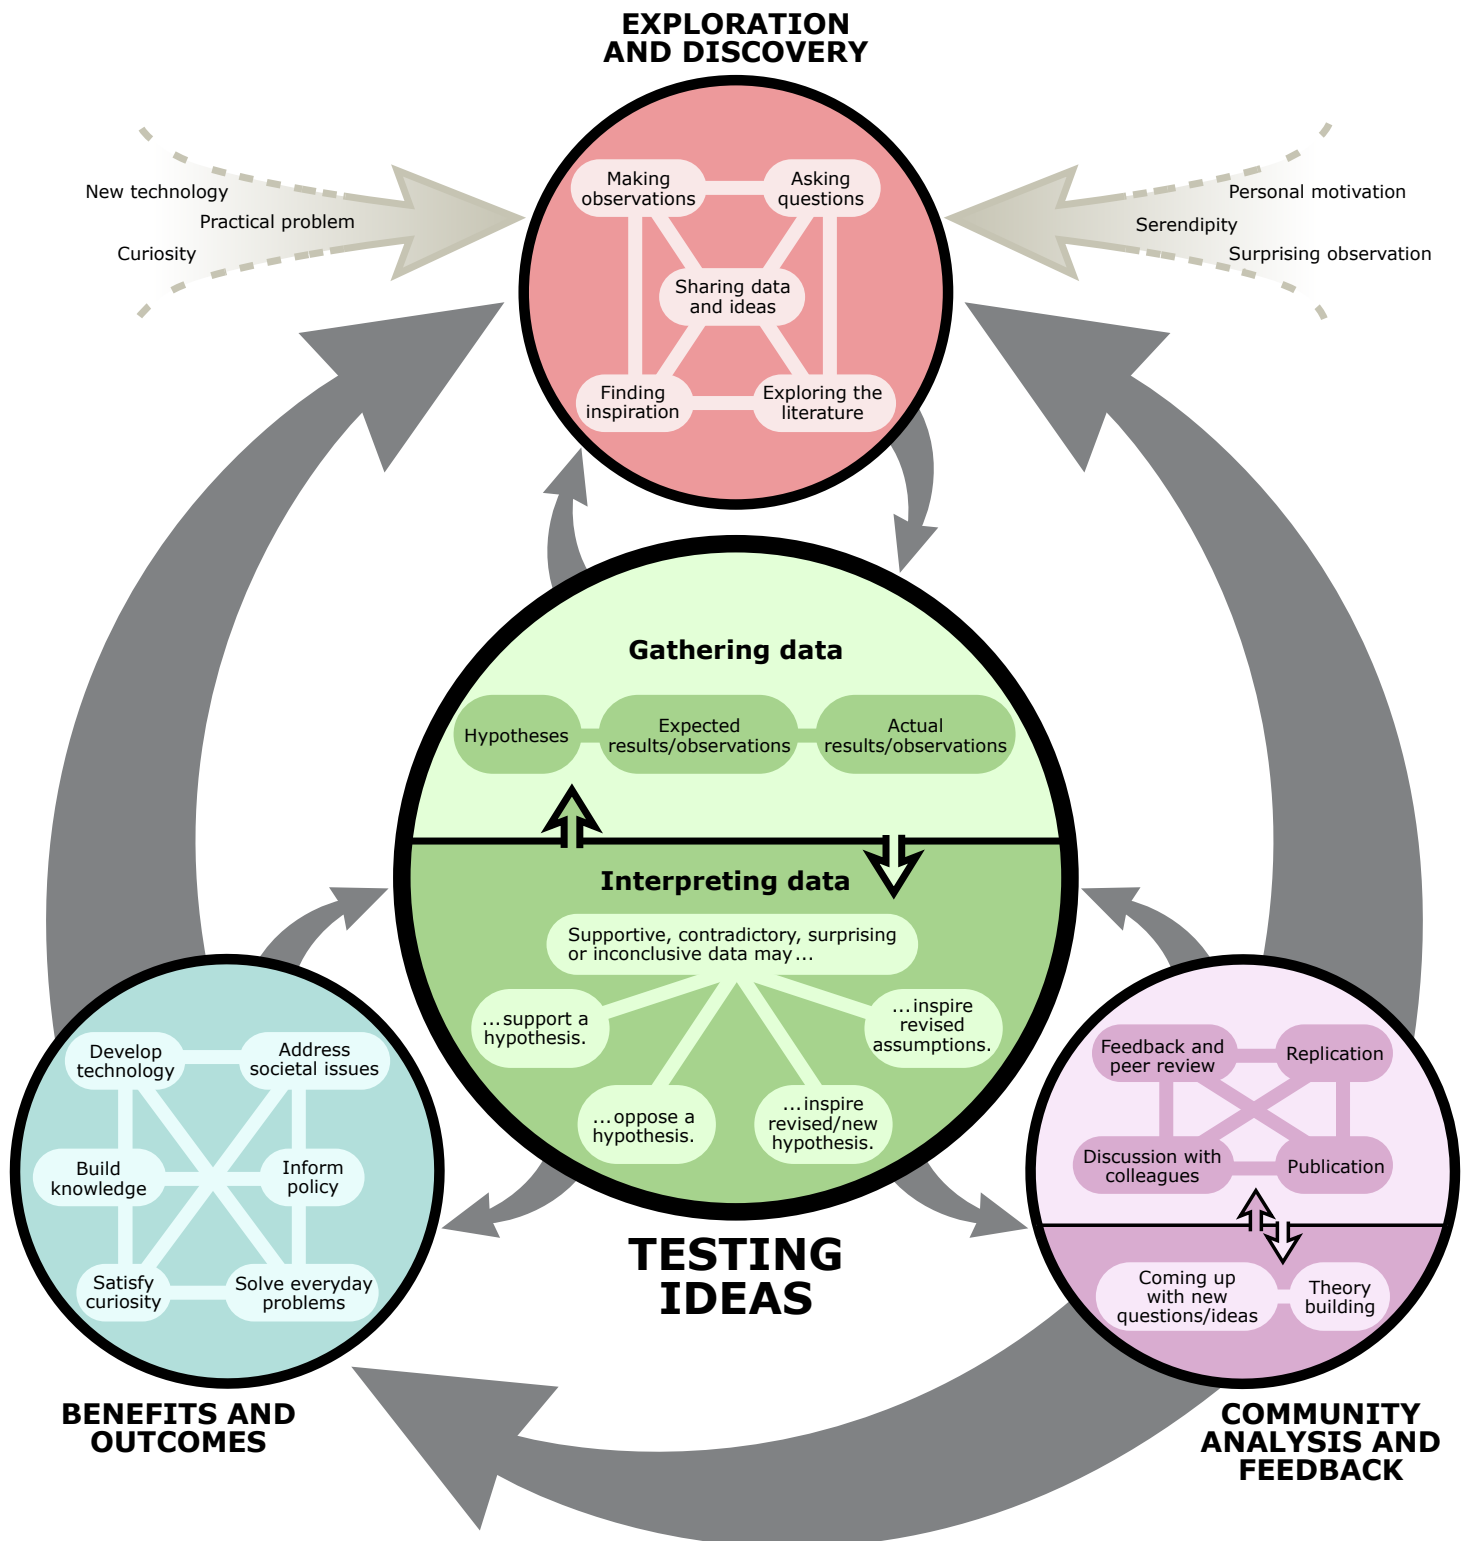 EXPLORATION
AND DISCOVERY
New technology
Practical problem
Curiosity
Personal motivation
Serendipity
Surprising observation
Making
observations
Asking
questions
Sharing data
and ideas
Finding
inspiration
Exploring the
literature
Gathering data
Hypotheses
Expected
results/observations
Actual
results/observations
Interpreting data
Supportive, contradictory, surprising
or inconclusive data may...
...support a
hypothesis.
...oppose a
hypothesis.
...inspire
revised/new
hypothesis.
...inspire
revised
assumptions.
TESTING
IDEAS
Develop
technology
Address
societal issues
Build
knowledge
Inform
policy
Satisfy
curiosity
Solve everyday
problems
BENEFITS AND
OUTCOMES
Feedback and
peer review
Replication
Discussion with
colleagues
Publication
Coming up
with new
questions/ideas
Theory
building
COMMUNITY
ANALYSIS AND
FEEDBACK